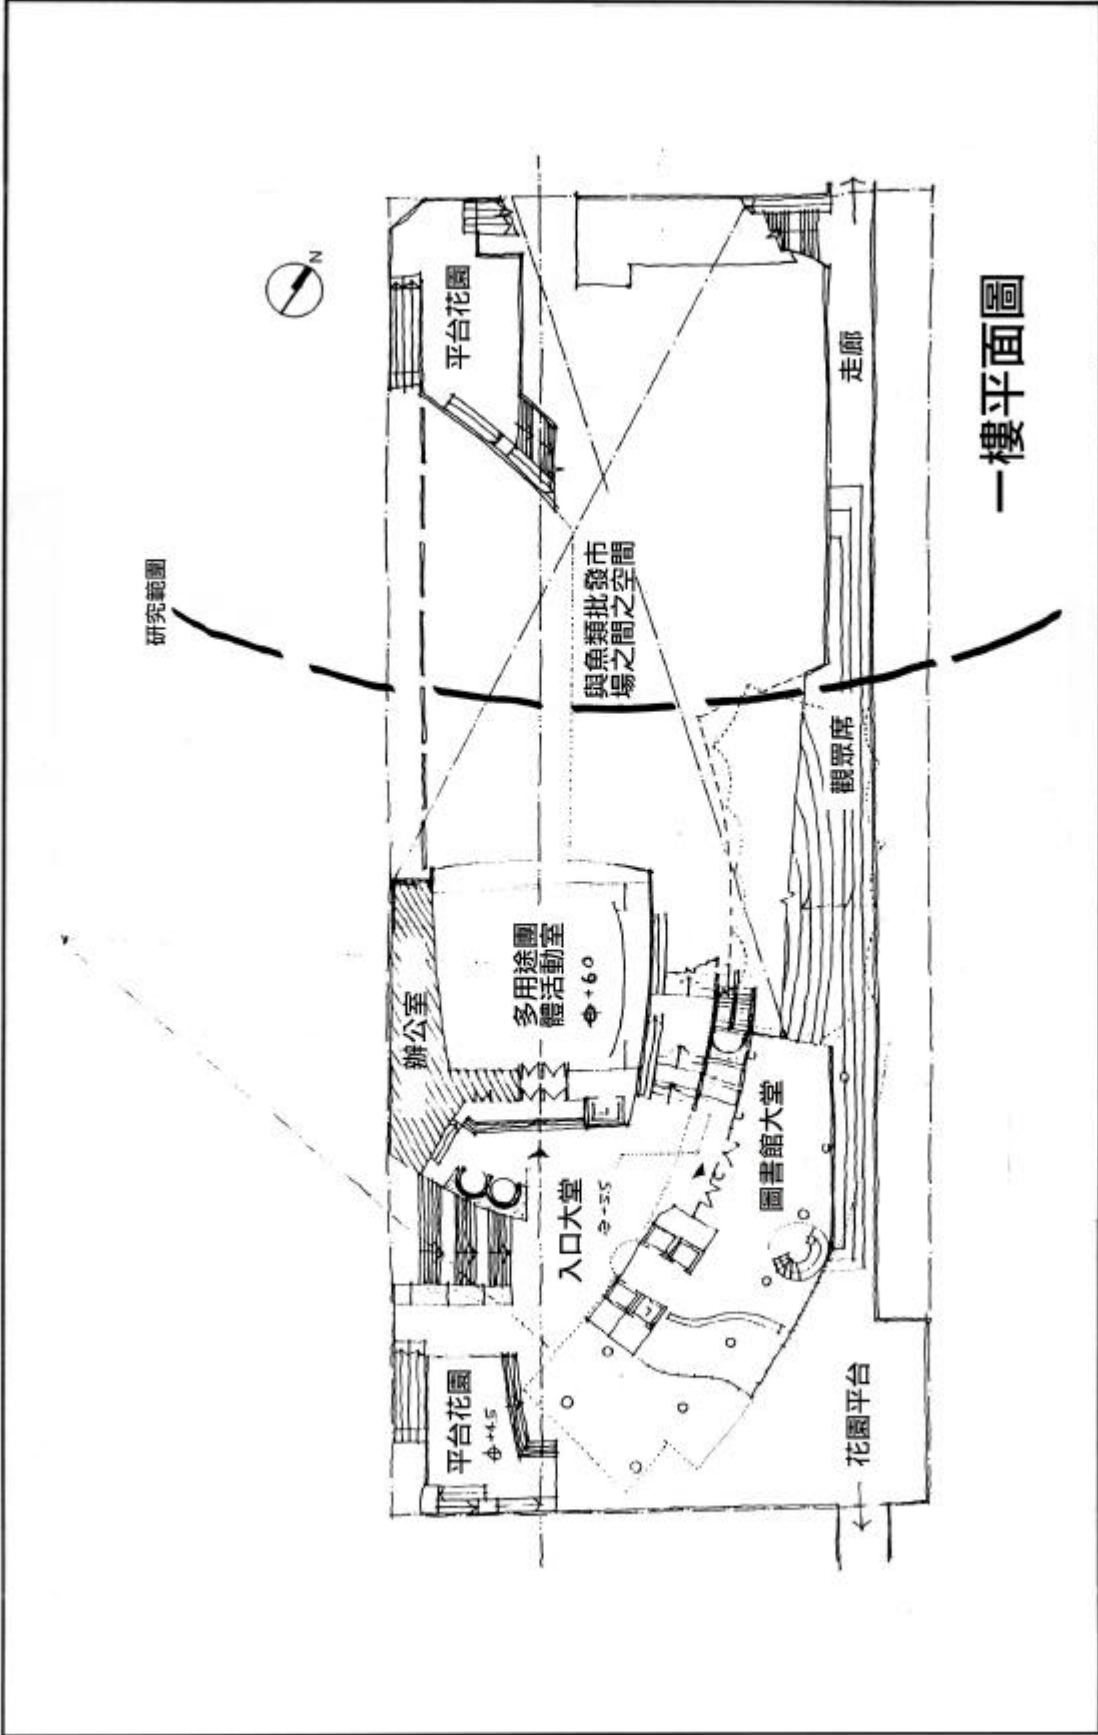 一樓平面圖
研究範圍
N
平台花園
走廊
與魚類批發市
場之間之空間
觀眾席
辦公室
多用途團
體活動室
+60
圖書館大堂
入口大堂
平台花園
+4.5
花園平台